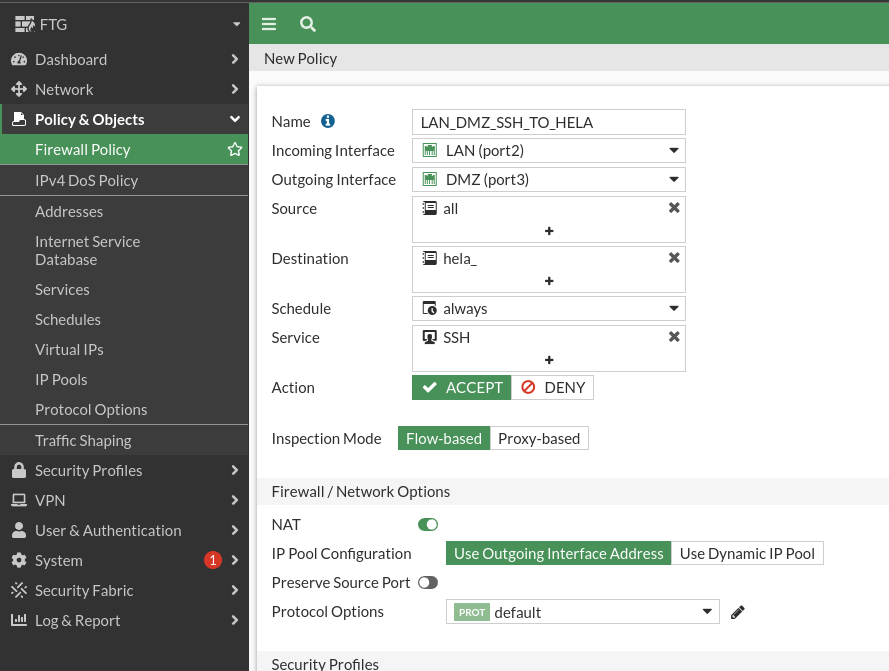 FTG
Dashboard
Network
Policy & Objects
Firewall Policy
IPv4 DoS Policy
Addresses
Internet Service
Database
Services
Schedules
Virtual IPs
IP Pools
Protocol Options
Traffic Shaping
Security Profiles
VPN
User & Authentication
System 1
Security Fabric
Log & Report
New Policy
Name LAN_DMZ_SSH_TO_HELA
Incoming Interface LAN (port2)
Outgoing Interface DMZ (port3)
Source all
+
Destination hela_
+
Schedule always
Service SSH
+
Action ACCEPT DENY
Inspection Mode Flow-based Proxy-based
Firewall / Network Options
NAT
IP Pool Configuration Use Outgoing Interface Address Use Dynamic IP Pool
Preserve Source Port
Protocol Options PROT default
Security Profiles